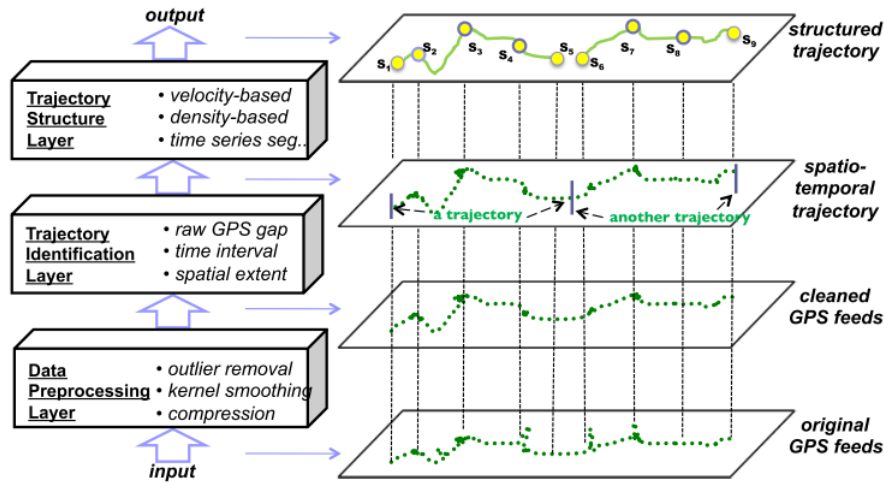 output
structured
trajectory
s1 s2 s3 s4 s5 s6 s7 s8 s9
Trajectory
Structure
Layer
• velocity-based
• density-based
• time series seg..
spatio-
temporal
trajectory
a trajectory
another trajectory
Trajectory
Identification
Layer
• raw GPS gap
• time interval
• spatial extent
cleaned
GPS feeds
Data
Preprocessing
Layer
• outlier removal
• kernel smoothing
• compression
original
GPS feeds
input